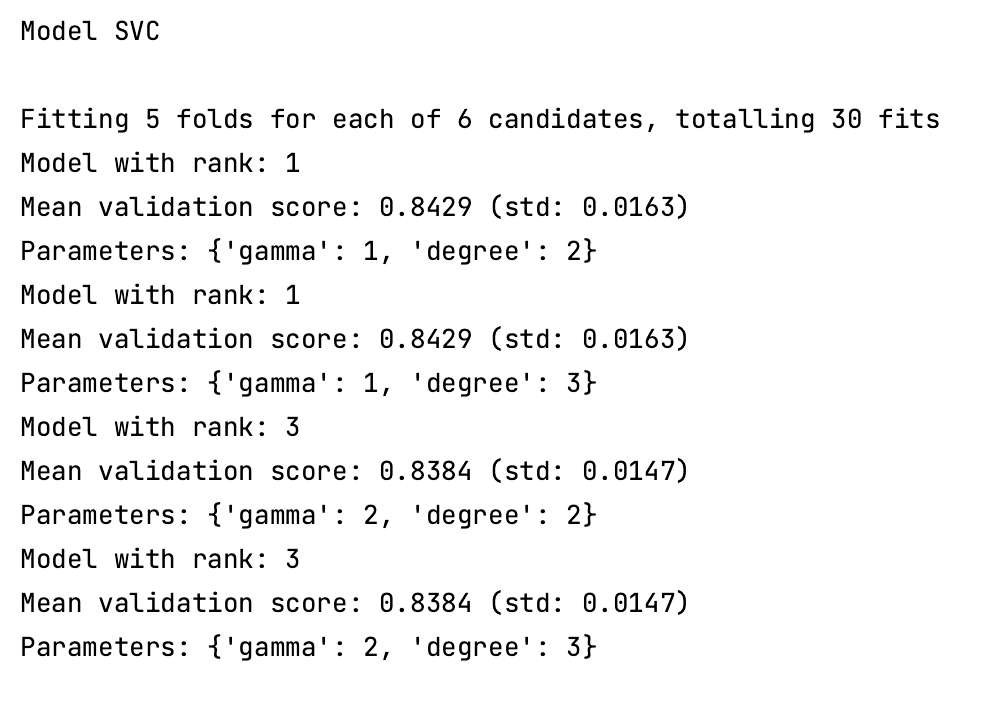 Model SVC
Fitting 5 folds for each of 6 candidates, totalling 30 fits
Model with rank: 1
Mean validation score: 0.8429 (std: 0.0163)
Parameters: {'gamma': 1, 'degree': 2}
Model with rank: 1
Mean validation score: 0.8429 (std: 0.0163)
Parameters: {'gamma': 1, 'degree': 3}
Model with rank: 3
Mean validation score: 0.8384 (std: 0.0147)
Parameters: {'gamma': 2, 'degree': 2}
Model with rank: 3
Mean validation score: 0.8384 (std: 0.0147)
Parameters: {'gamma': 2, 'degree': 3}